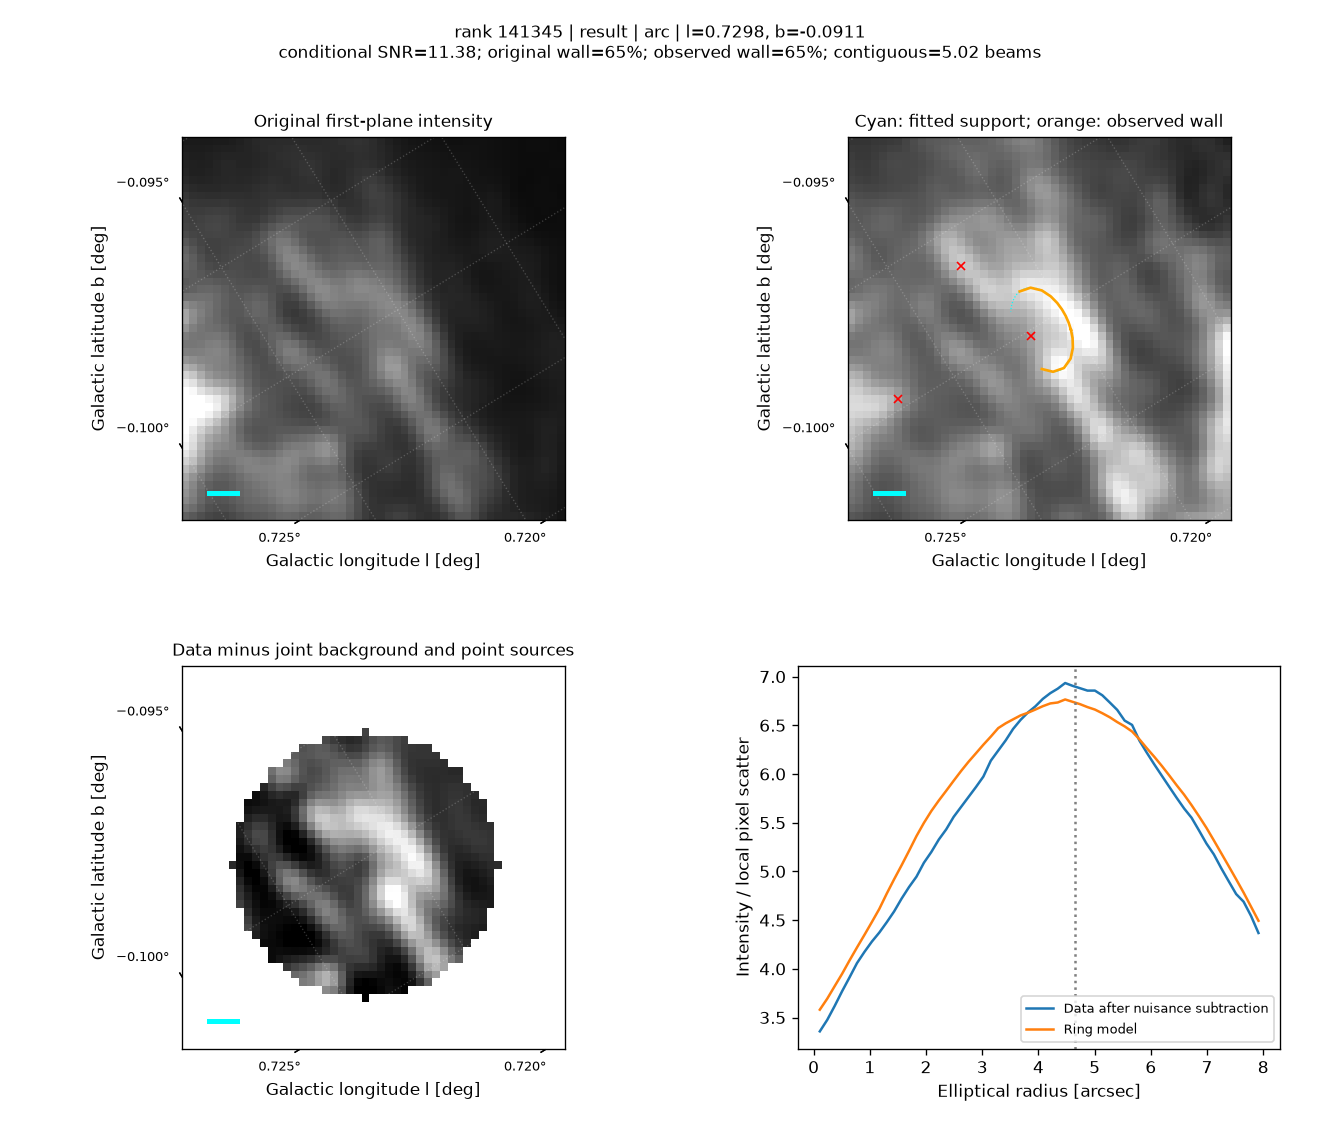 rank 141345 | result | arc | l=0.7298, b=-0.0911
conditional SNR=11.38; original wall=65%; observed wall=65%; contiguous=5.02 beams
Original first-plane intensity
−0.095°
−0.100°
Galactic latitude b [deg]
0.725°
0.720°
Galactic longitude l [deg]
Cyan: fitted support; orange: observed wall
−0.095°
−0.100°
Galactic latitude b [deg]
0.725°
0.720°
Galactic longitude l [deg]
Data minus joint background and point sources
−0.095°
−0.100°
Galactic latitude b [deg]
0.725°
0.720°
Galactic longitude l [deg]
7.0
6.5
6.0
5.5
5.0
4.5
4.0
3.5
Intensity / local pixel scatter
Data after nuisance subtraction
Ring model
0 1 2 3 4 5 6 7 8
Elliptical radius [arcsec]